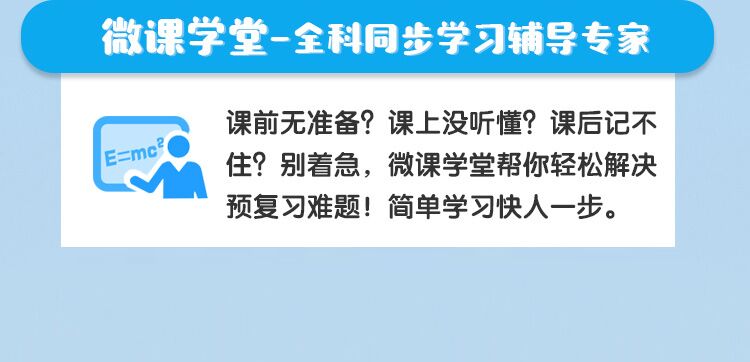 微课学堂-全科同步学习辅导专家
E=mc²
课前无准备？课上没听懂？课后记不
住？别着急，微课学堂帮你轻松解决
预复习难题！简单学习快人一步。